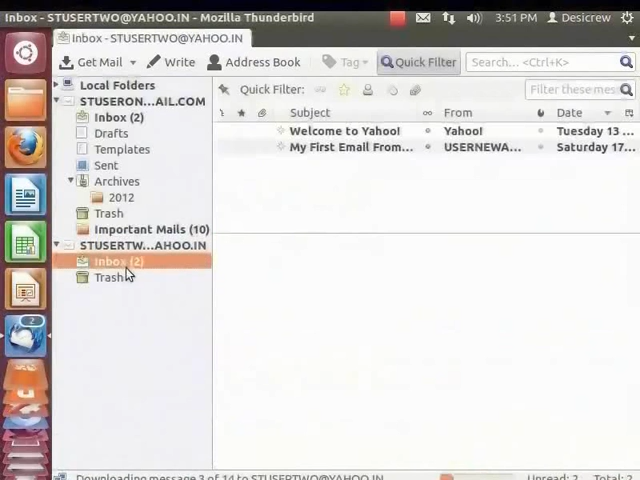 Inbox - STUSERTWO@YAHOO.IN - Mozilla Thunderbird
3:51 PM
Desicrew
Inbox - STUSERTWO@YAHOO.IN
Get Mail
Write
Address Book
Tag
Quick Filter
Search... <Ctrl+K>
Local Folders
STUSERON...AIL.COM
Inbox (2)
Drafts
Templates
Sent
Archives
2012
Trash
Important Mails (10)
STUSERTW...AHOO.IN
Inbox (2)
Trash
Quick Filter:
Filter these mes
Subject
From
Date
Welcome to Yahoo!
Yahoo!
Tuesday 13 ...
My First Email From...
USERNEWA...
Saturday 17...
2
Downloading message 3 of 14 to STUSERTWO@YAHOO.IN
Unread: 2
Total: 2